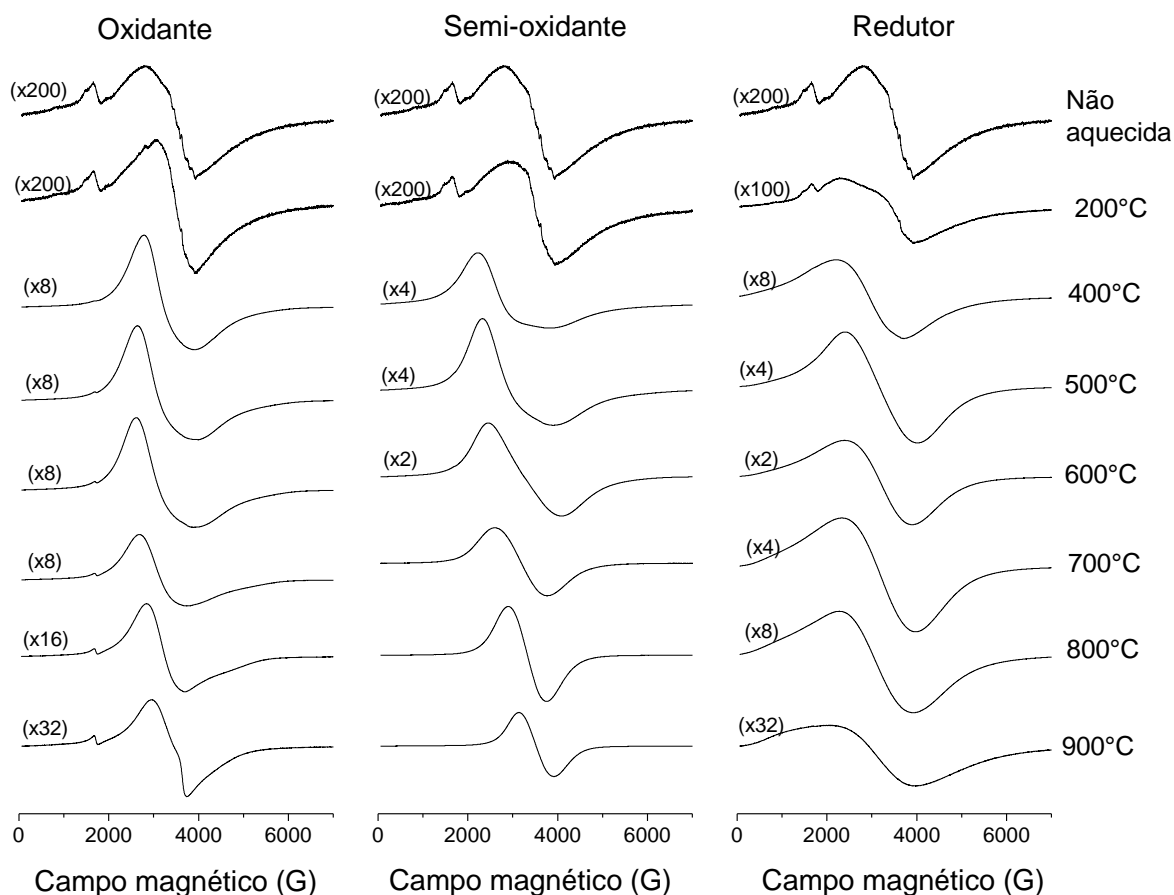 Oxidante Semi-oxidante Redutor
(x200) (x200) (x200) Não
aquecida
(x200) (x200) (x100) 200°C
(x8) (x4) (x8) 400°C
(x8) (x4) (x4) 500°C
(x8) (x2) (x2) 600°C
(x8) (x4) 700°C
(x16) (x8) 800°C
(x32) (x32) 900°C
0 2000 4000 6000 0 2000 4000 6000 0 2000 4000 6000
Campo magnético (G) Campo magnético (G) Campo magnético (G)